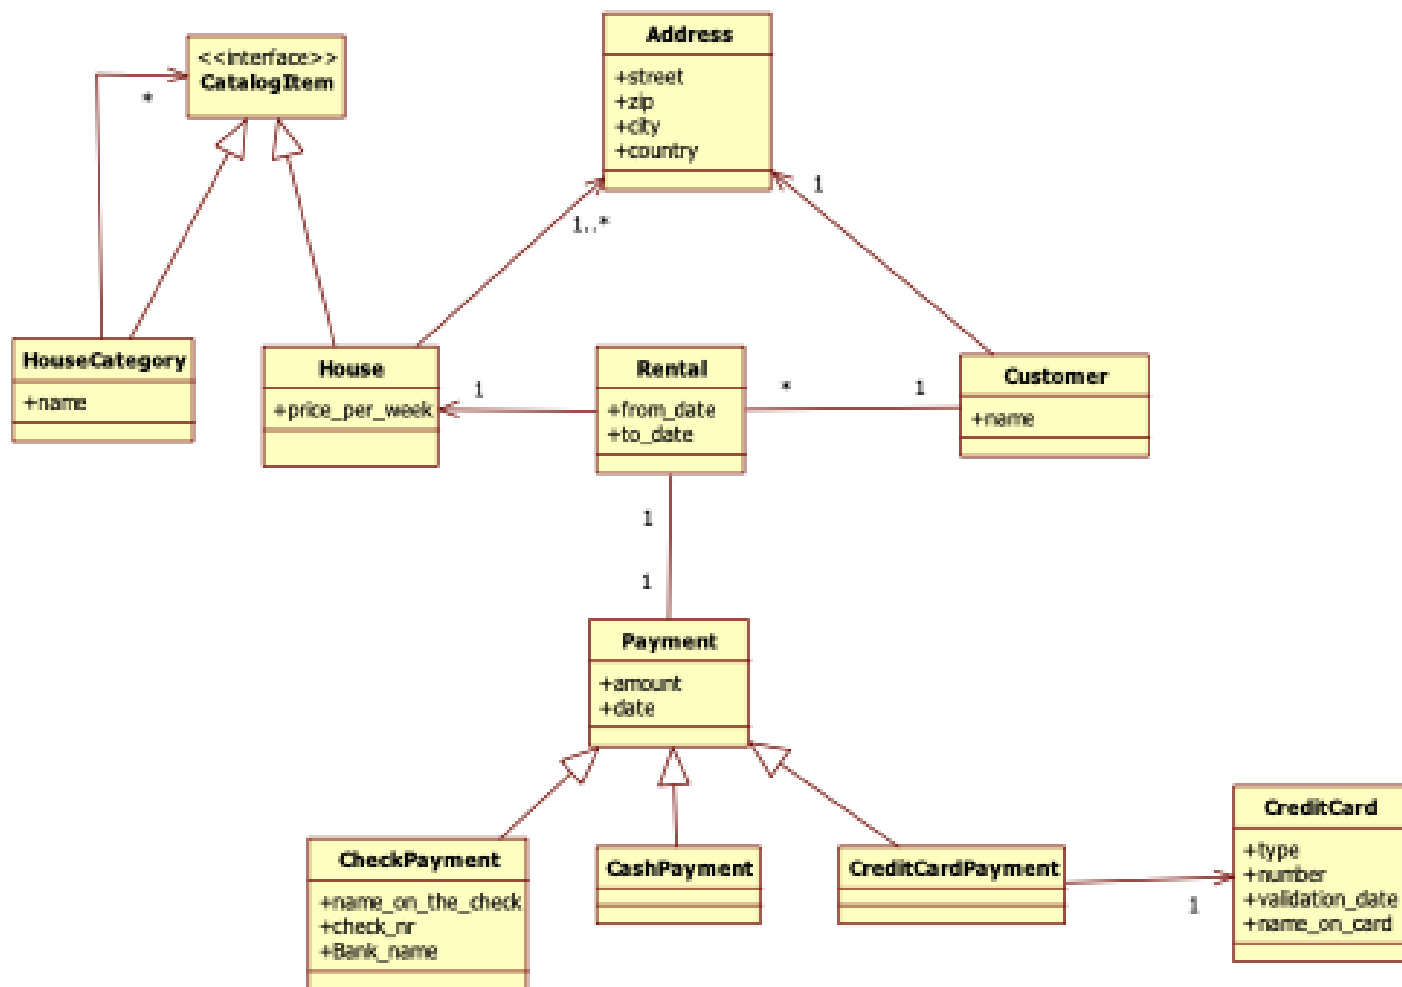 <<interface>>
CatalogItem
*
Address
+street
+zip
+city
+country
1..*
1
HouseCategory
+name
House
+price_per_week
1
Rental
+from_date
+to_date
*
1
Customer
+name
1
1
Payment
+amount
+date
CheckPayment
+name_on_the_check
+check_nr
+Bank_name
CashPayment
CreditCardPayment
1
CreditCard
+type
+number
+validation_date
+name_on_card